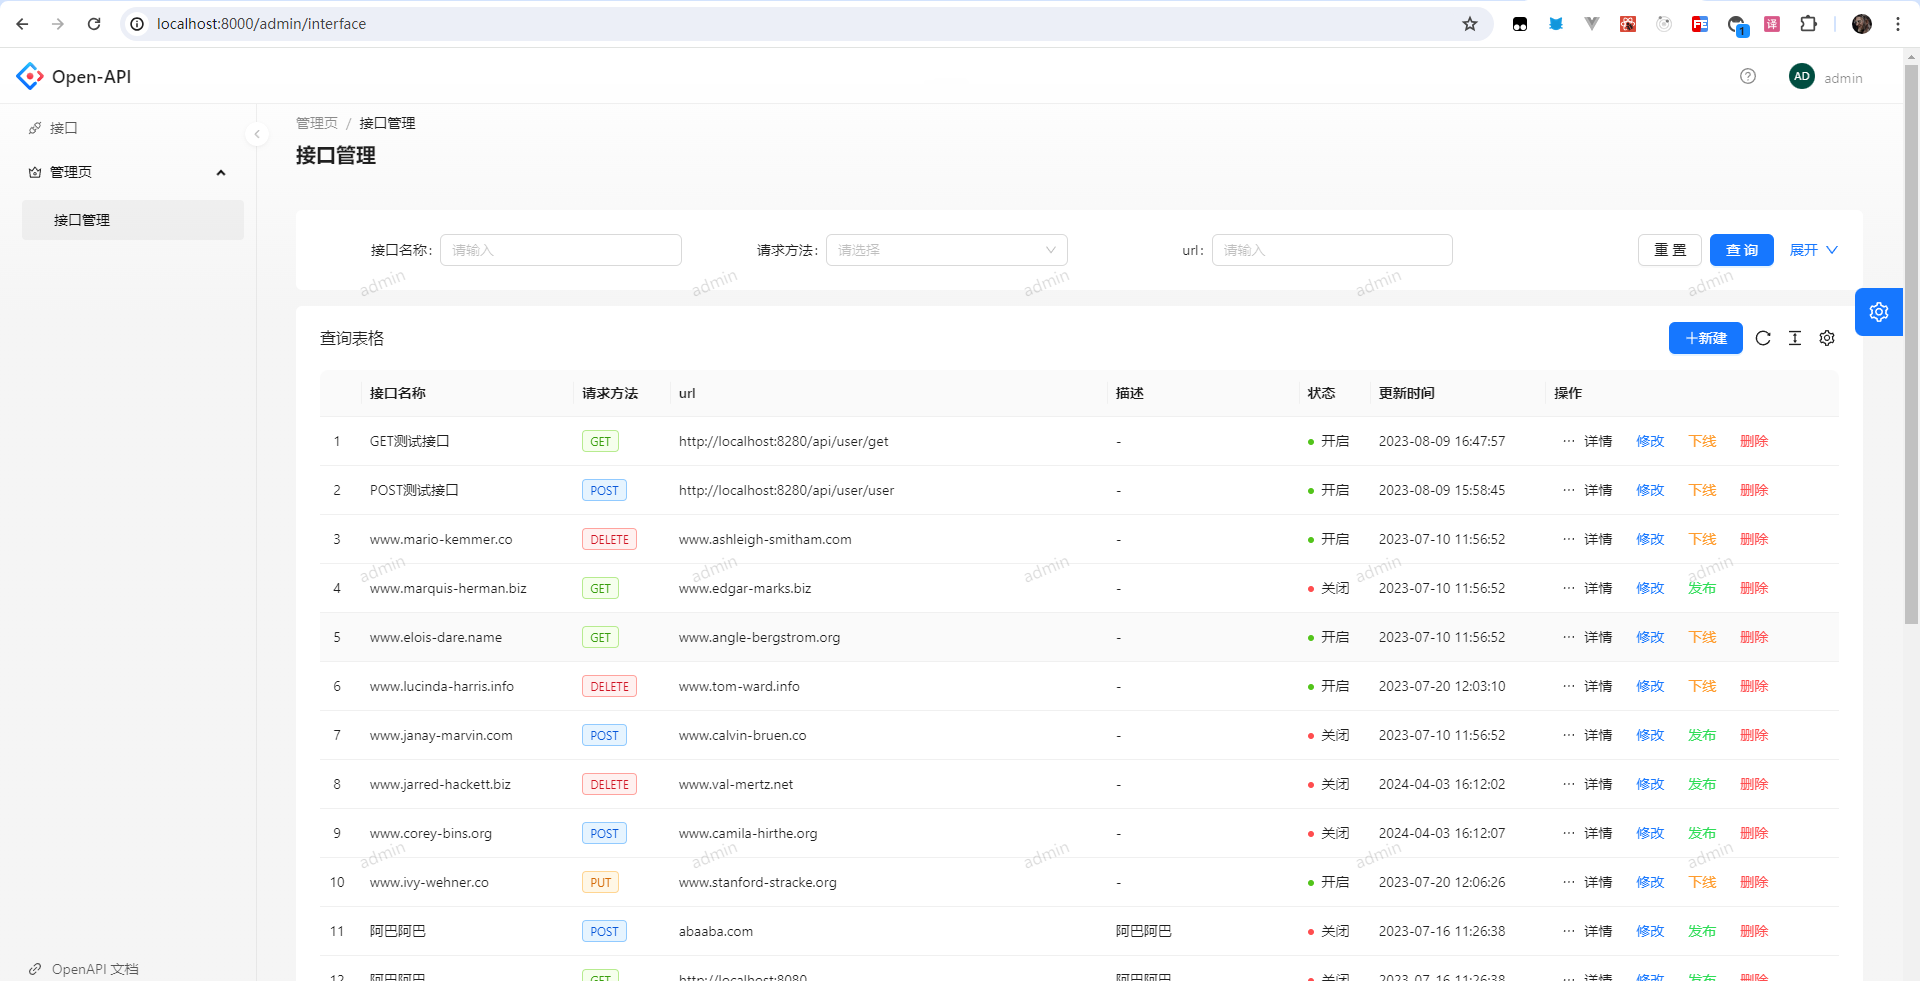 localhost:8000/admin/interface
1
译
Open-API
AD admin
接口
管理页
接口管理
OpenAPI 文档
管理页 / 接口管理
接口管理
接口名称: 请输入 请求方法: 请选择 url: 请输入 重 置 查 询 展开
admin admin admin admin admin
查询表格 +新建
接口名称 请求方法 url 描述 状态 更新时间 操作
1 GET测试接口 GET http://localhost:8280/api/user/get - 开启 2023-08-09 16:47:57 ··· 详情 修改 下线 删除
2 POST测试接口 POST http://localhost:8280/api/user/user - 开启 2023-08-09 15:58:45 ··· 详情 修改 下线 删除
3 www.mario-kemmer.co DELETE www.ashleigh-smitham.com - 开启 2023-07-10 11:56:52 ··· 详情 修改 下线 删除
admin admin admin admin admin
4 www.marquis-herman.biz GET www.edgar-marks.biz - 关闭 2023-07-10 11:56:52 ··· 详情 修改 发布 删除
5 www.elois-dare.name GET www.angle-bergstrom.org - 开启 2023-07-10 11:56:52 ··· 详情 修改 下线 删除
6 www.lucinda-harris.info DELETE www.tom-ward.info - 开启 2023-07-20 12:03:10 ··· 详情 修改 下线 删除
7 www.janay-marvin.com POST www.calvin-bruen.co - 关闭 2023-07-10 11:56:52 ··· 详情 修改 发布 删除
8 www.jarred-hackett.biz DELETE www.val-mertz.net - 关闭 2024-04-03 16:12:02 ··· 详情 修改 发布 删除
9 www.corey-bins.org POST www.camila-hirthe.org - 关闭 2024-04-03 16:12:07 ··· 详情 修改 发布 删除
admin admin admin admin admin
10 www.ivy-wehner.co PUT www.stanford-stracke.org - 开启 2023-07-20 12:06:26 ··· 详情 修改 下线 删除
11 阿巴阿巴 POST abaaba.com 阿巴阿巴 关闭 2023-07-16 11:26:38 ··· 详情 修改 发布 删除
12 阿巴阿巴 GET http://localhost:8080 阿巴阿巴 关闭 2023-07-16 11:26:38 ··· 详情 修改 发布 删除